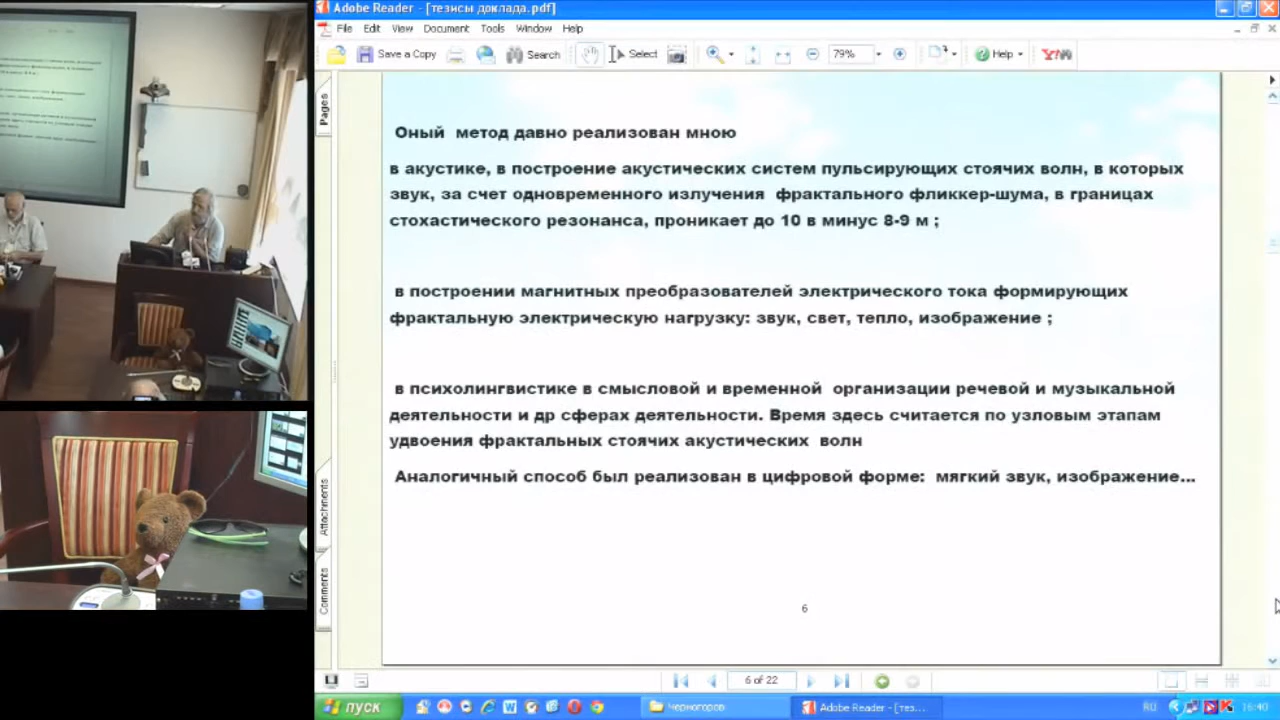 Adobe Reader - [тезисы доклада.pdf]
File Edit View Document Tools Window Help
Save a Copy Search Select 79% Help
Pages
Оный метод давно реализован мною
в акустике, в построение акустических систем пульсирующих стоячих волн, в которых
звук, за счет одновременного излучения фрактального фликкер-шума, в границах
стохастического резонанса, проникает до 10 в минус 8-9 м ;
в построении магнитных преобразователей электрического тока формирующих
фрактальную электрическую нагрузку: звук, свет, тепло, изображение ;
в психолингвистике в смысловой и временной организации речевой и музыкальной
деятельности и др сферах деятельности. Время здесь считается по узловым этапам
удвоения фрактальных стоячих акустических волн
Аналогичный способ был реализован в цифровой форме: мягкий звук, изображение...
Attachments
Comments
6
6 of 22
пуск Черногоров Adobe Reader - [тез... RU 16:40